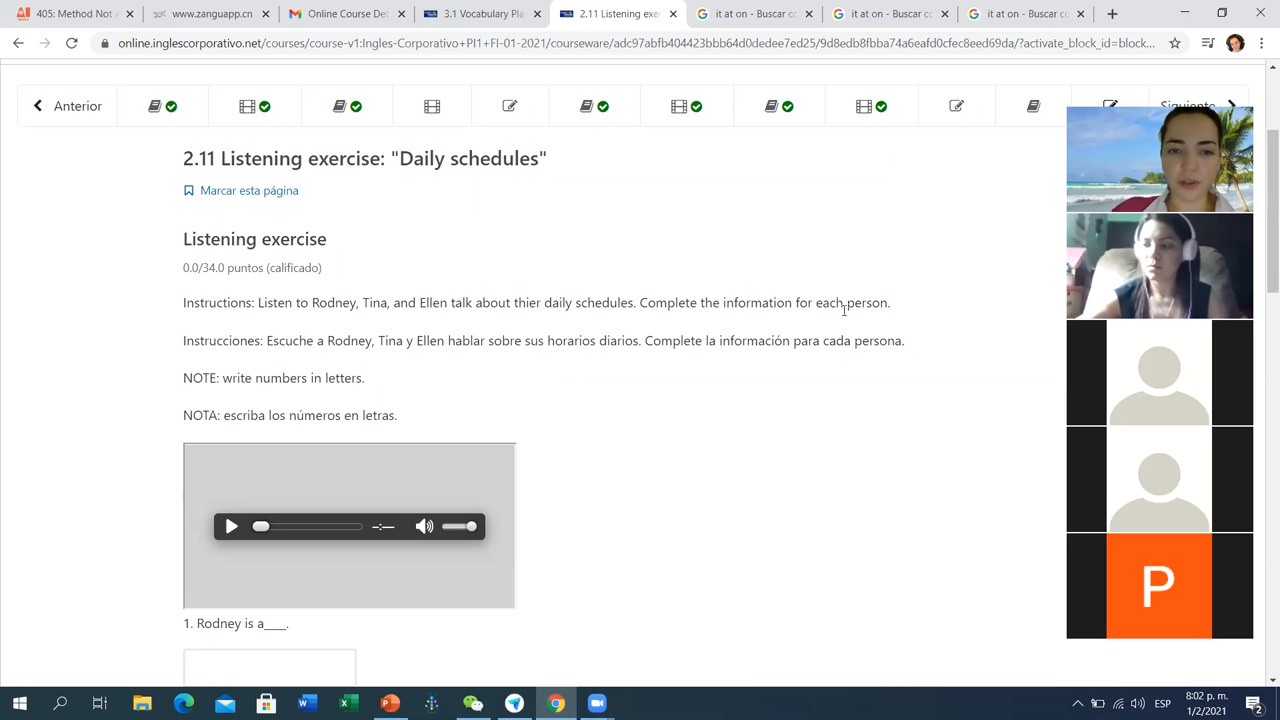 405: Method Not A
www.zanguapp.cn
Online Course Det
3.1 Vocabulary Pla
2.11 Listening exer
it at on - Buscar co
it at on - Buscar co
it at on - Buscar co
online.inglescorporativo.net/courses/course-v1:Ingles-Corporativo+PI1+FI-01-2021/courseware/adc97abfb404423bbb64d0dedee7ed25/9d8edb8fbba74a6eafd0cfec8eed69da/?activate_block_id=block...
Anterior
Siguiente
2.11 Listening exercise: "Daily schedules"
Marcar esta página
Listening exercise
0.0/34.0 puntos (calificado)
Instructions: Listen to Rodney, Tina, and Ellen talk about thier daily schedules. Complete the information for each person.
Instrucciones: Escuche a Rodney, Tina y Ellen hablar sobre sus horarios diarios. Complete la información para cada persona.
NOTE: write numbers in letters.
NOTA: escriba los números en letras.
-:--
1. Rodney is a____.
P
ESP
8:02 p. m.
1/2/2021
2